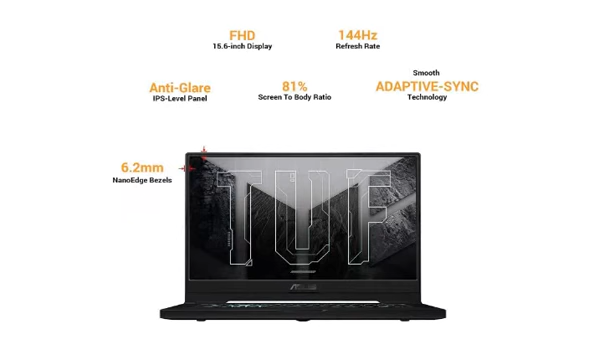 FHD
15.6-inch Display
144Hz
Refresh Rate
Anti-Glare
IPS-Level Panel
81%
Screen To Body Ratio
Smooth
ADAPTIVE-SYNC
Technology
6.2mm
NanoEdge Bezels
TUF
ASUS